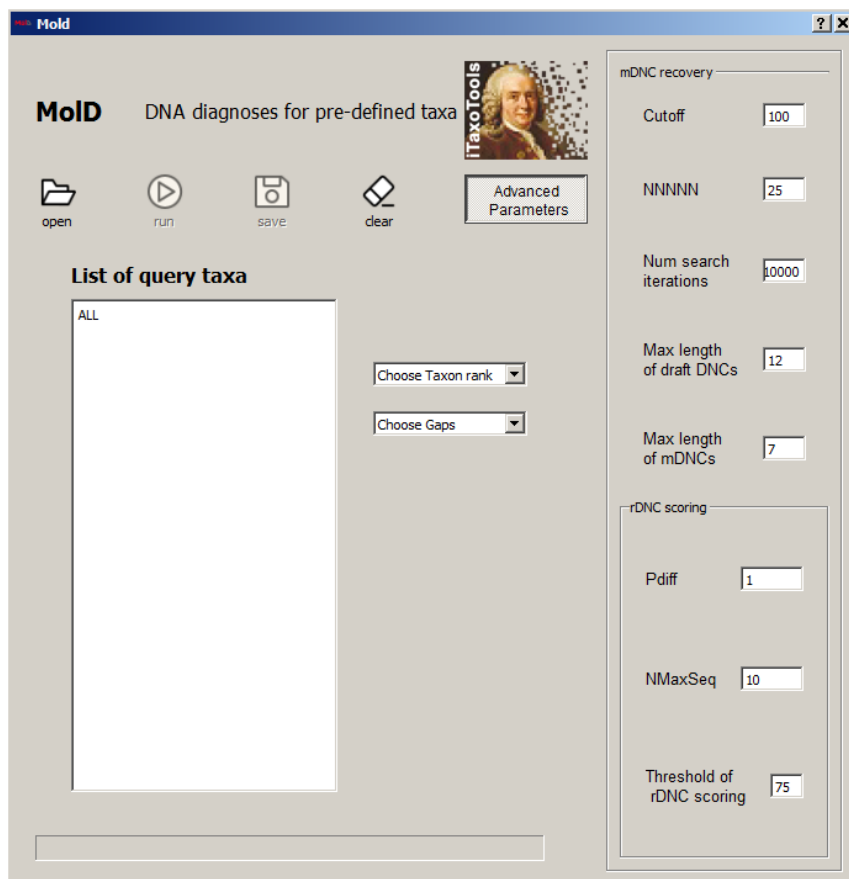 Mold
MolD
DNA diagnoses for pre-defined taxa
iTaxoTools
open
run
save
clear
Advanced
Parameters
List of query taxa
ALL
Choose Taxon rank
Choose Gaps
mDNC recovery
Cutoff
100
NNNNN
25
Num search
iterations
10000
Max length
of draft DNCs
12
Max length
of mDNCs
7
rDNC scoring
Pdiff
1
NMaxSeq
10
Threshold of
rDNC scoring
75